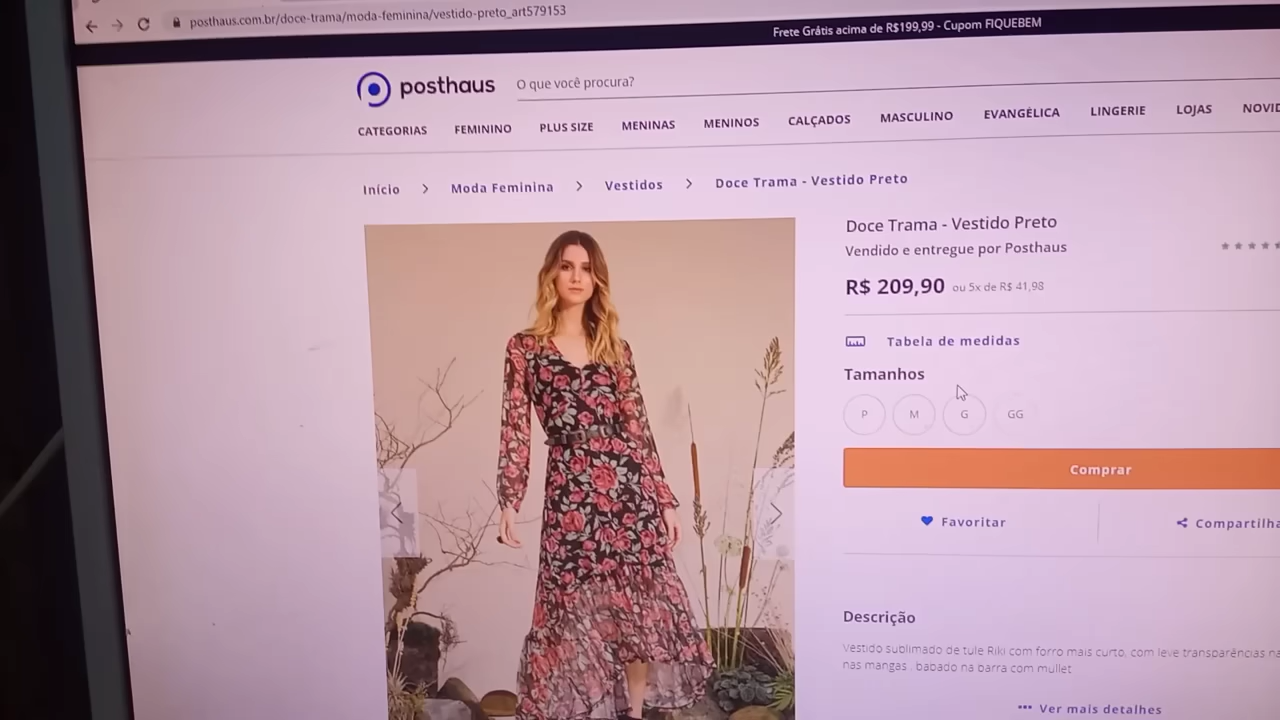 posthaus.com.br/doce-trama/moda-feminina/vestido-preto_art579153
Frete Grátis acima de R$199,99 - Cupom FIQUEBEM
posthaus
O que você procura?
CATEGORIAS FEMININO PLUS SIZE MENINAS MENINOS CALÇADOS MASCULINO EVANGÉLICA LINGERIE LOJAS NOVID
Início > Moda Feminina > Vestidos > Doce Trama - Vestido Preto
Doce Trama - Vestido Preto
Vendido e entregue por Posthaus
R$ 209,90 ou 5x de R$ 41,98
Tabela de medidas
Tamanhos
P M G GG
Comprar
Favoritar Compartilha
Descrição
Vestido sublimado de tule Riki com forro mais curto, com leve transparências na
nas mangas , babado na barra com mullet
••• Ver mais detalhes